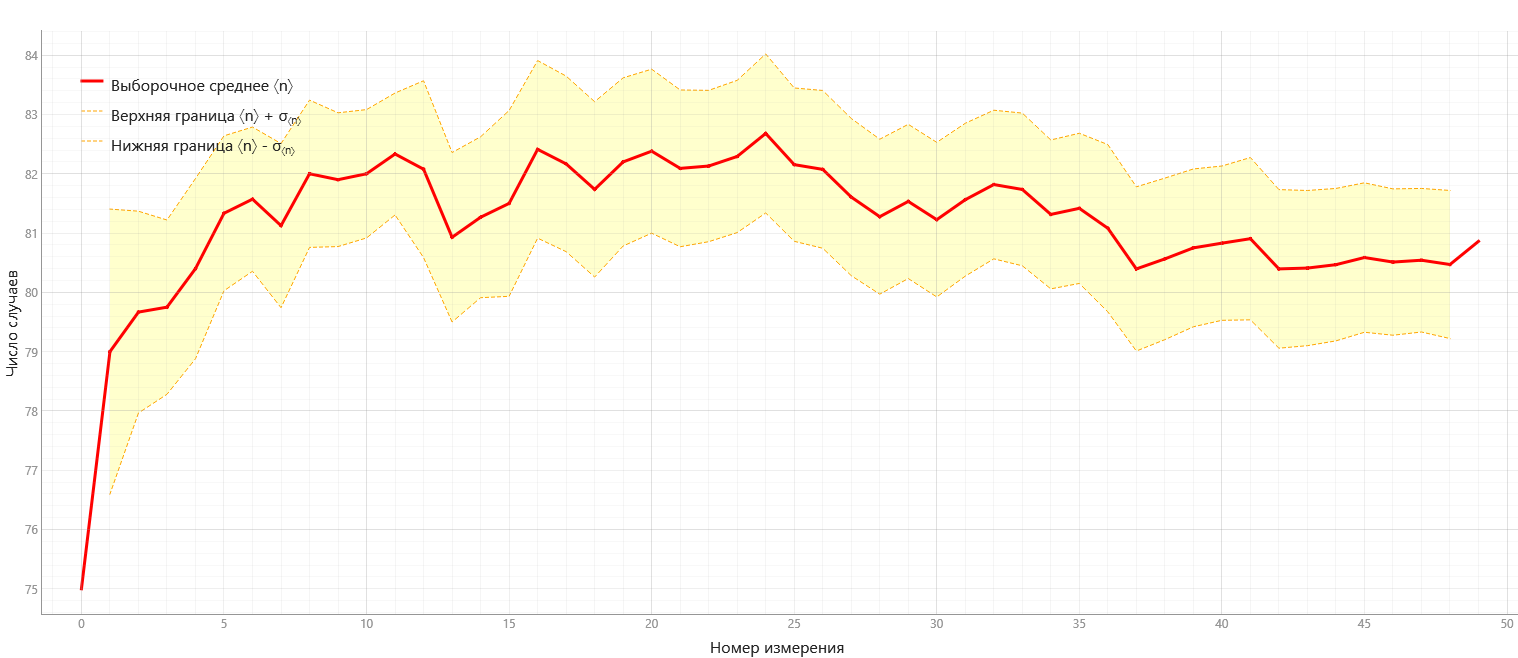 84
83
82
81
80
79
78
77
76
75
Число случаев
Выборочное среднее ⟨n⟩
Верхняя граница ⟨n⟩ + σ⟨n⟩
Нижняя граница ⟨n⟩ - σ⟨n⟩
0 5 10 15 20 25 30 35 40 45 50
Номер измерения